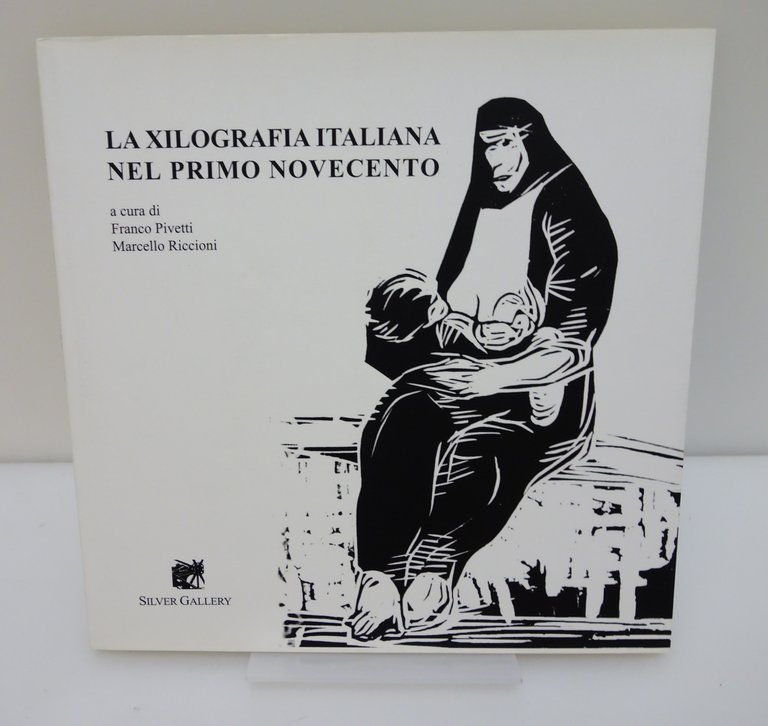 LA XILOGRAFIA ITALIANA
NEL PRIMO NOVECENTO
a cura di
Franco Pivetti
Marcello Riccioni
SILVER GALLERY